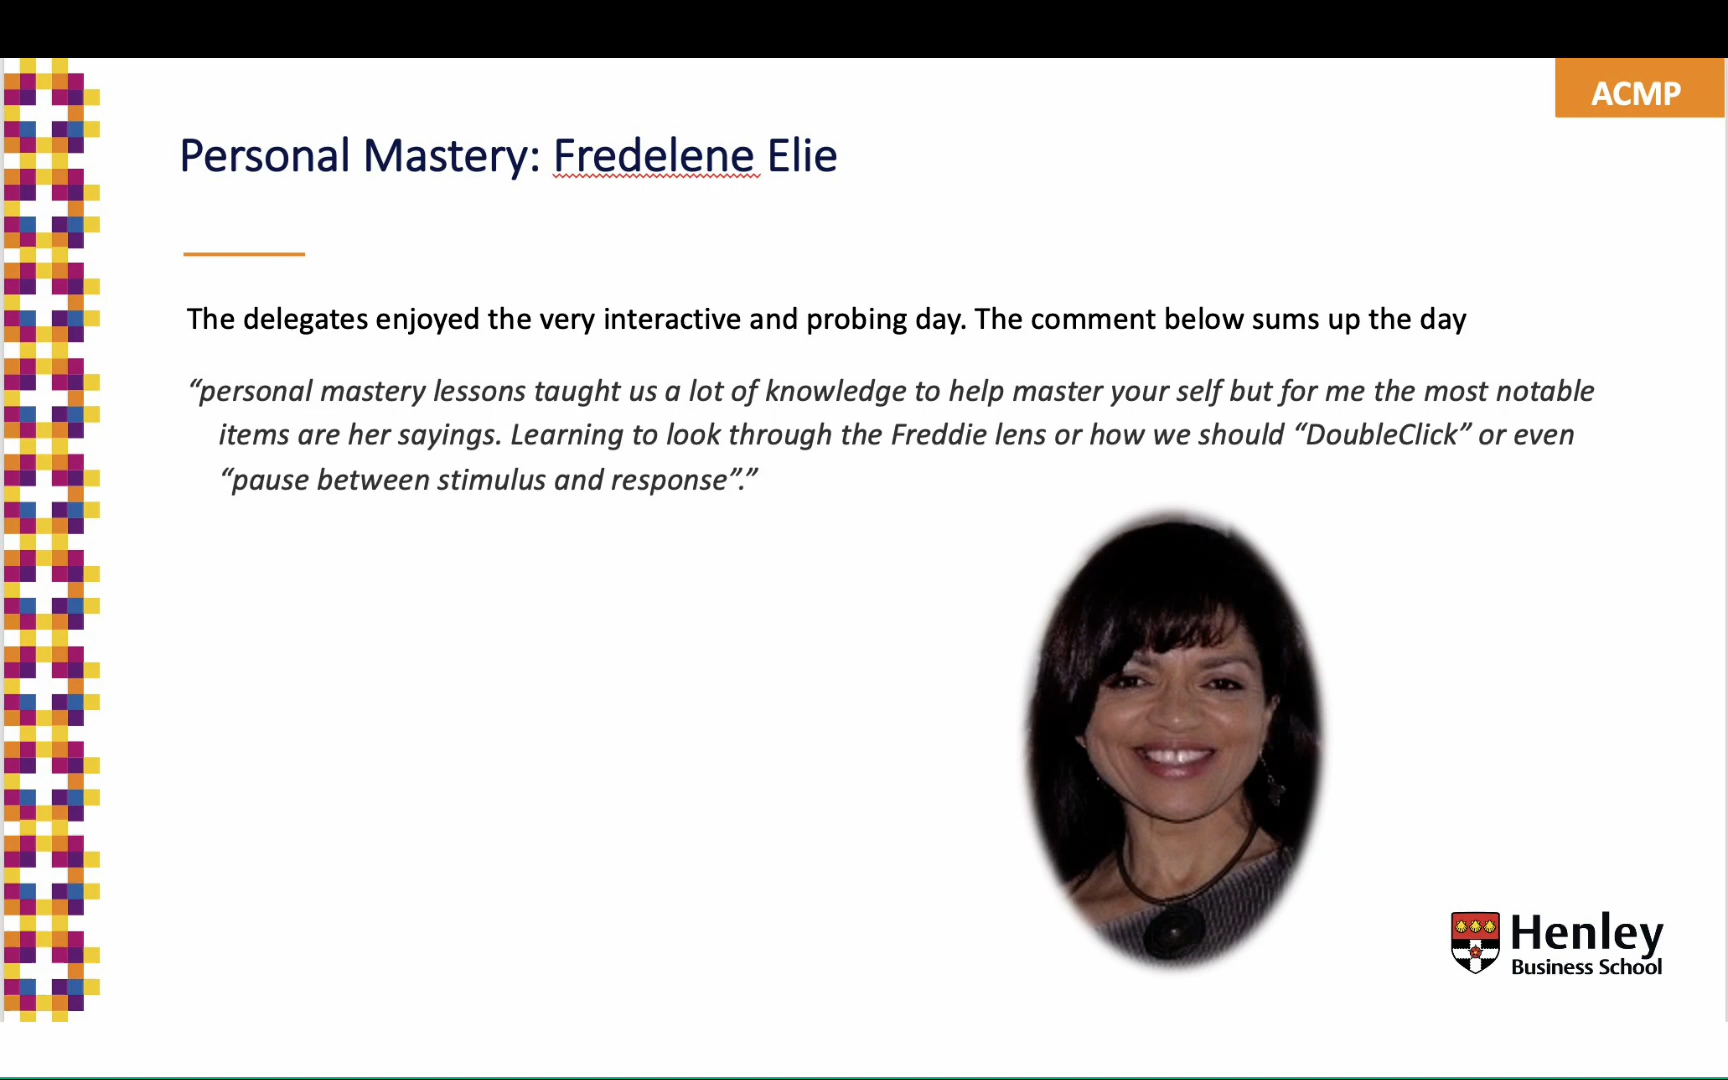 ACMP
Personal Mastery: Fredelene Elie
The delegates enjoyed the very interactive and probing day. The comment below sums up the day
“personal mastery lessons taught us a lot of knowledge to help master your self but for me the most notable
items are her sayings. Learning to look through the Freddie lens or how we should “DoubleClick” or even
“pause between stimulus and response”.”
Henley
Business School